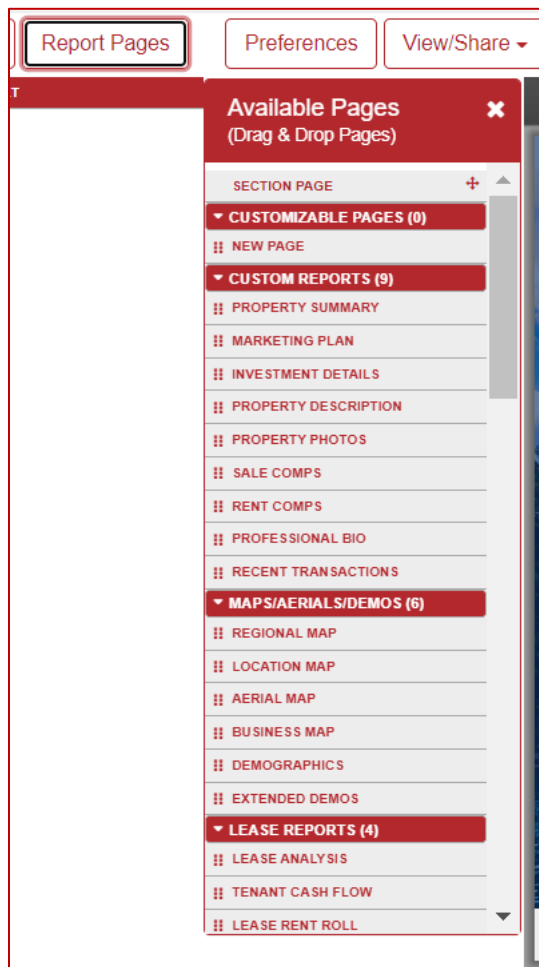 Report Pages
Preferences
View/Share
T
Available Pages
(Drag & Drop Pages)
SECTION PAGE
CUSTOMIZABLE PAGES (0)
NEW PAGE
CUSTOM REPORTS (9)
PROPERTY SUMMARY
MARKETING PLAN
INVESTMENT DETAILS
PROPERTY DESCRIPTION
PROPERTY PHOTOS
SALE COMPS
RENT COMPS
PROFESSIONAL BIO
RECENT TRANSACTIONS
MAPS/AERIALS/DEMOS (6)
REGIONAL MAP
LOCATION MAP
AERIAL MAP
BUSINESS MAP
DEMOGRAPHICS
EXTENDED DEMOS
LEASE REPORTS (4)
LEASE ANALYSIS
TENANT CASH FLOW
LEASE RENT ROLL